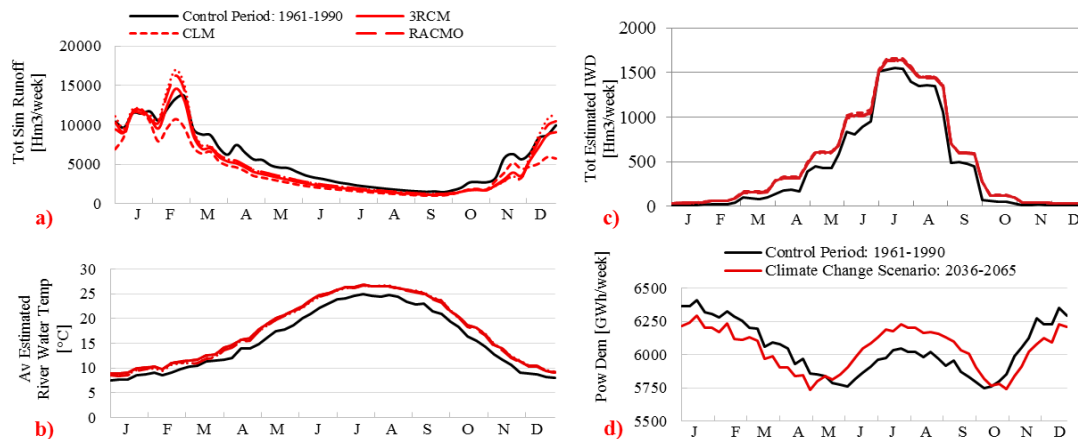 Control Period: 1961-1990
3RCM
CLM
RACMO
Tot Sim Runoff
[Hm3/week]
20000
15000
10000
5000
0
J F M A M J J A S O N D
a)
Tot Estimated IWD
[Hm3/week]
2000
1500
1000
500
0
J F M A M J J A S O N D
c)
Av Estimated
River Water Temp
[°C]
30
25
20
15
10
5
0
J F M A M J J A S O N D
b)
Control Period: 1961-1990
Climate Change Scenario: 2036-2065
Pow Dem [GWh/week]
6500
6250
6000
5750
5500
J F M A M J J A S O N D
d)